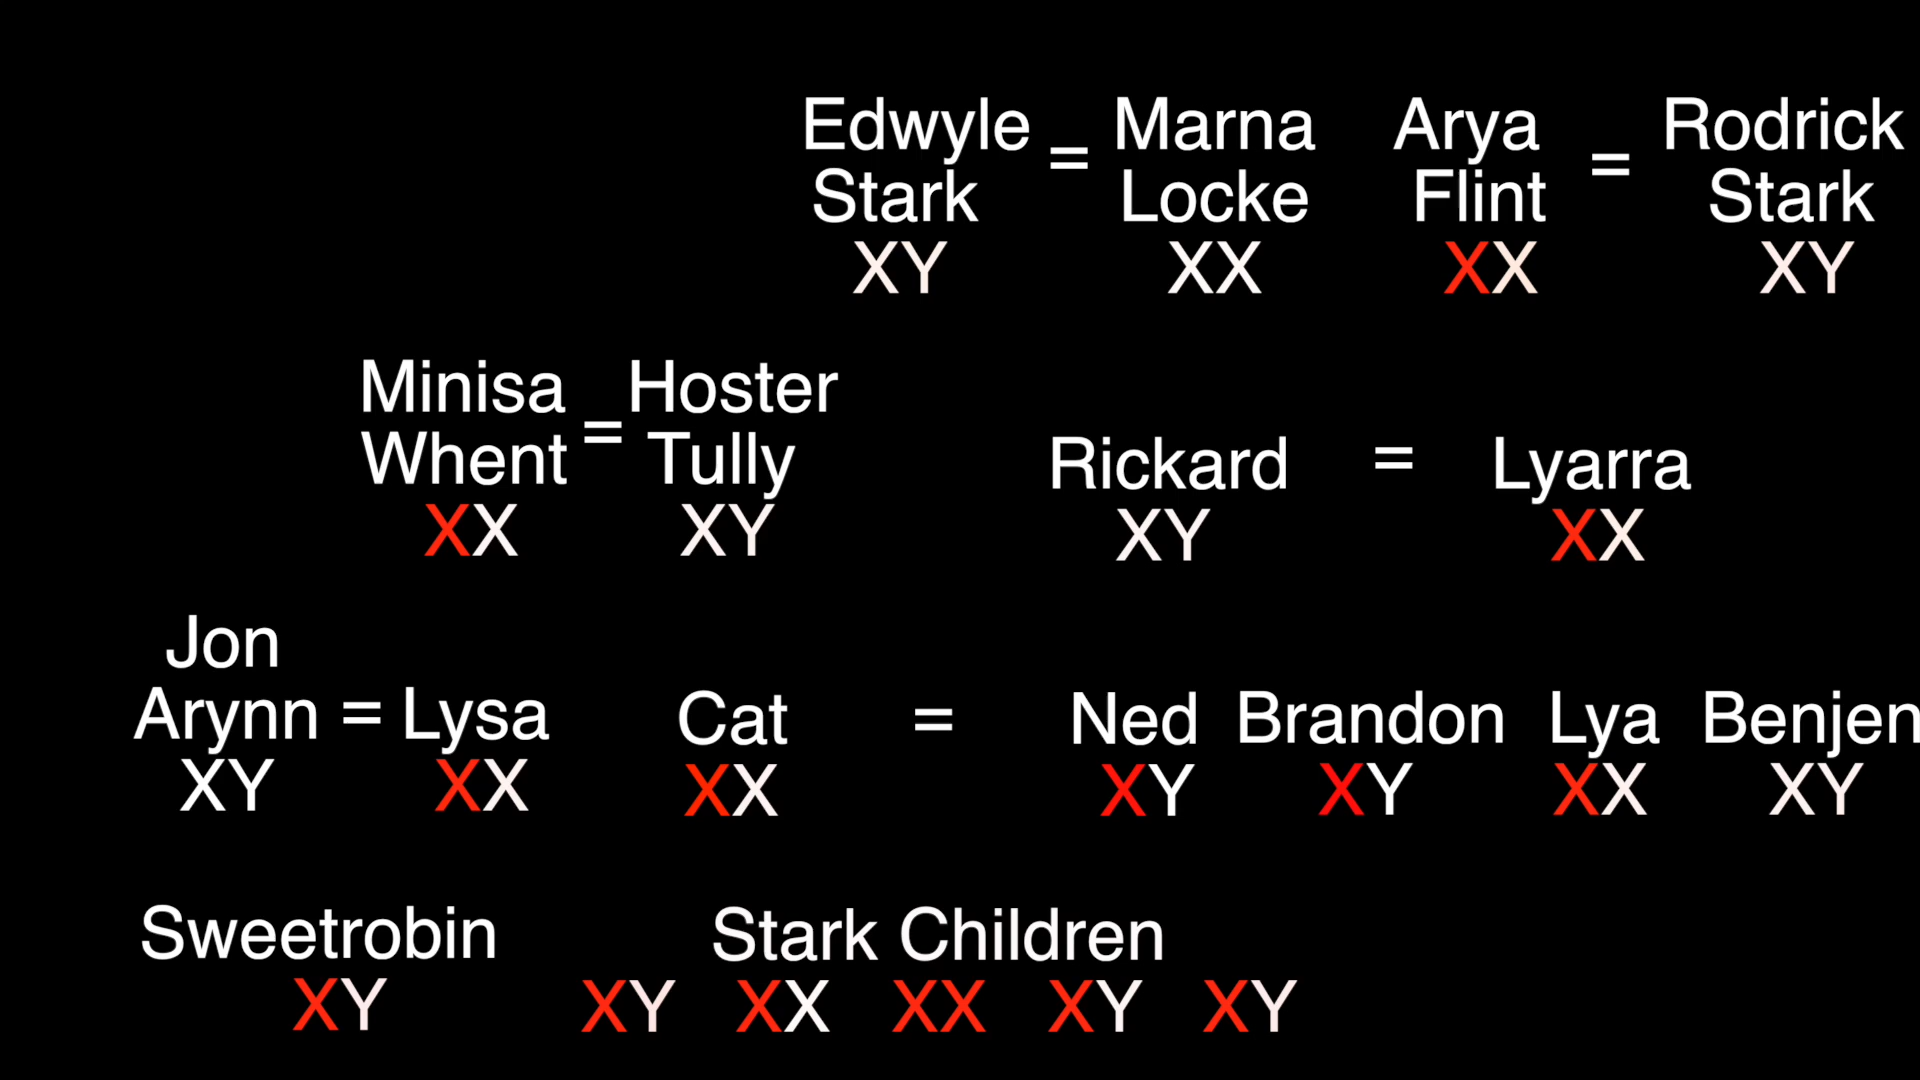 Edwyle = Marna Arya = Rodrick
Stark Locke Flint Stark
XY XX XX XY
Minisa = Hoster
Whent Tully
XX XY
Rickard = Lyarra
XY XX
Jon
Arynn = Lysa Cat = Ned Brandon Lya Benjen
XY XX XX XY XY XX XY
Sweetrobin Stark Children
XY XY XX XX XY XY